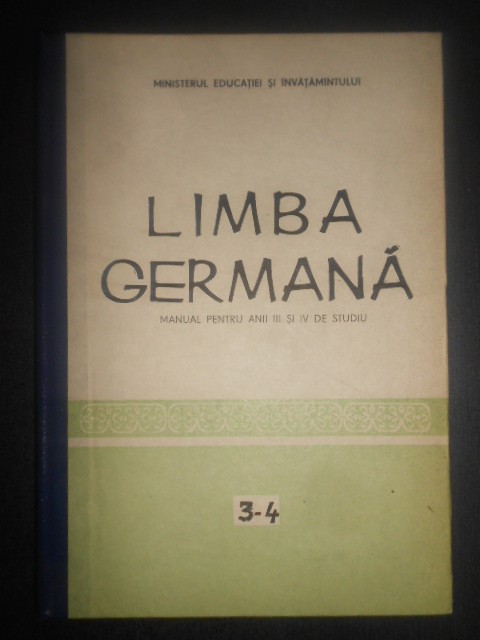 MINISTERUL EDUCAȚIEI ȘI ÎNVĂȚĂMÎNTULUI
LIMBA
GERMANĂ
MANUAL PENTRU ANII III ȘI IV DE STUDIU
3-4